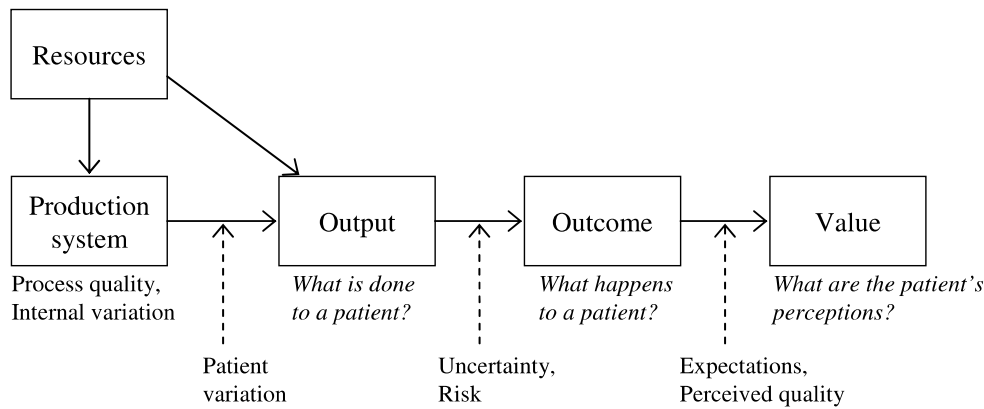 Resources
Production
system
Output
Outcome
Value
Process quality,
Internal variation
What is done
to a patient?
What happens
to a patient?
What are the patient's
perceptions?
Patient
variation
Uncertainty,
Risk
Expectations,
Perceived quality